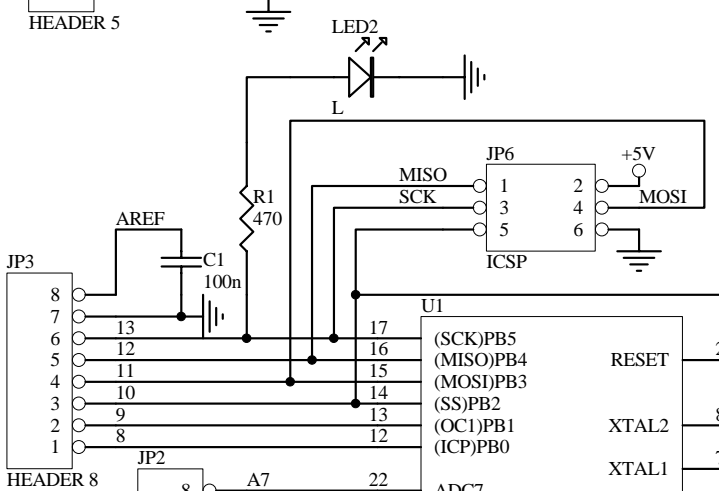 HEADER 5
LED2
L
JP6
+5V
MISO
1
2
SCK
3
4
MOSI
5
6
ICSP
R1
470
AREF
C1
100n
JP3
8
7
6
13
17
(SCK)PB5
5
12
16
(MISO)PB4
RESET
4
11
15
(MOSI)PB3
3
10
14
(SS)PB2
2
9
13
(OC1)PB1
XTAL2
1
8
12
(ICP)PB0
XTAL1
U1
HEADER 8
JP2
8
A7
22
ADC7